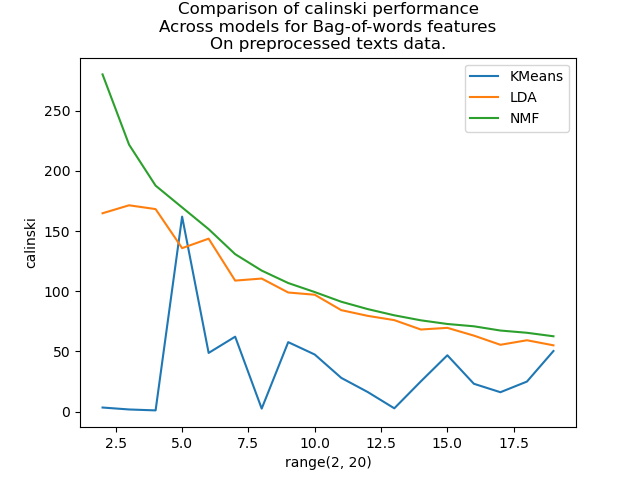 Comparison of calinski performance
Across models for Bag-of-words features
On preprocessed texts data.
KMeans
LDA
NMF
calinski
250
200
150
100
50
0
2.5 5.0 7.5 10.0 12.5 15.0 17.5
range(2, 20)